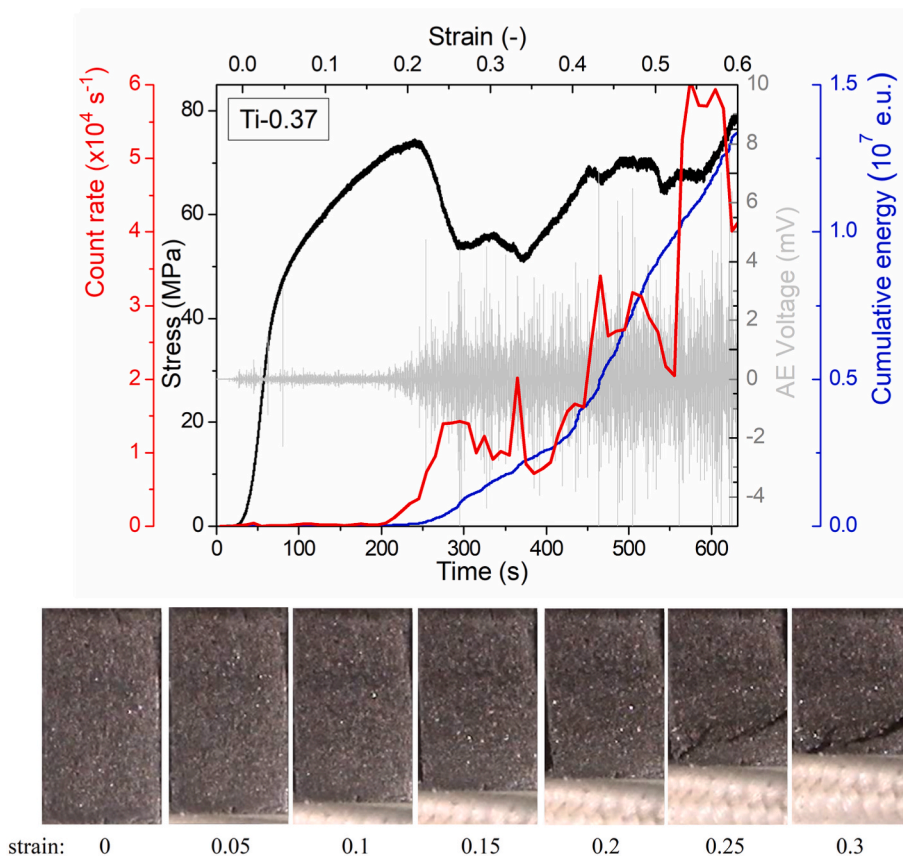 Strain (-)
0.0 0.1 0.2 0.3 0.4 0.5 0.6
Ti-0.37
Count rate (x10⁴ s⁻¹)
6
5
4
3
2
1
0
Stress (MPa)
80
60
40
20
0
10
8
6
4
2
0
-2
-4
AE Voltage (mV)
1.5
1.0
0.5
0.0
Cumulative energy (10⁷ e.u.)
0 100 200 300 400 500 600
Time (s)
strain: 0 0.05 0.1 0.15 0.2 0.25 0.3